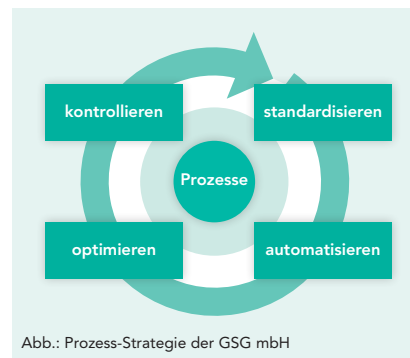 kontrollieren
standardisieren
Prozesse
optimieren
automatisieren
Abb.: Prozess-Strategie der GSG mbH